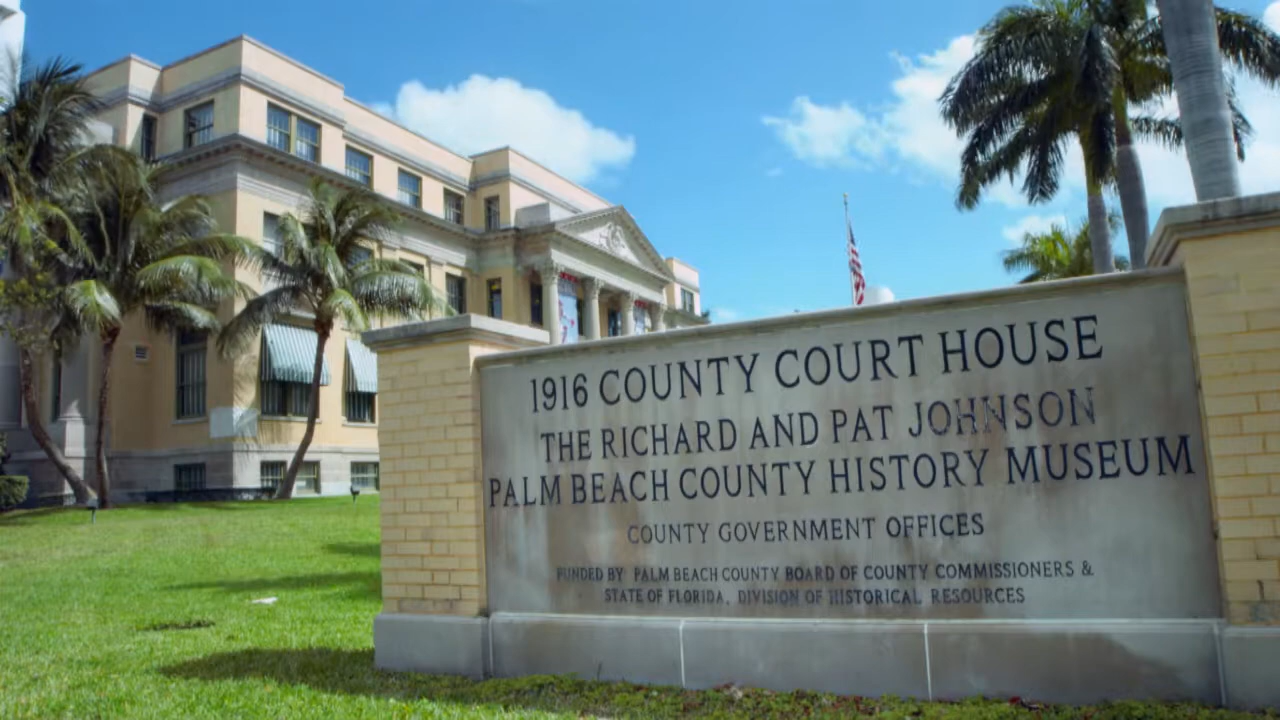 1916 COUNTY COURT HOUSE
THE RICHARD AND PAT JOHNSON
PALM BEACH COUNTY HISTORY MUSEUM
COUNTY GOVERNMENT OFFICES
FUNDED BY PALM BEACH COUNTY BOARD OF COUNTY COMMISSIONERS &
STATE OF FLORIDA, DIVISION OF HISTORICAL RESOURCES